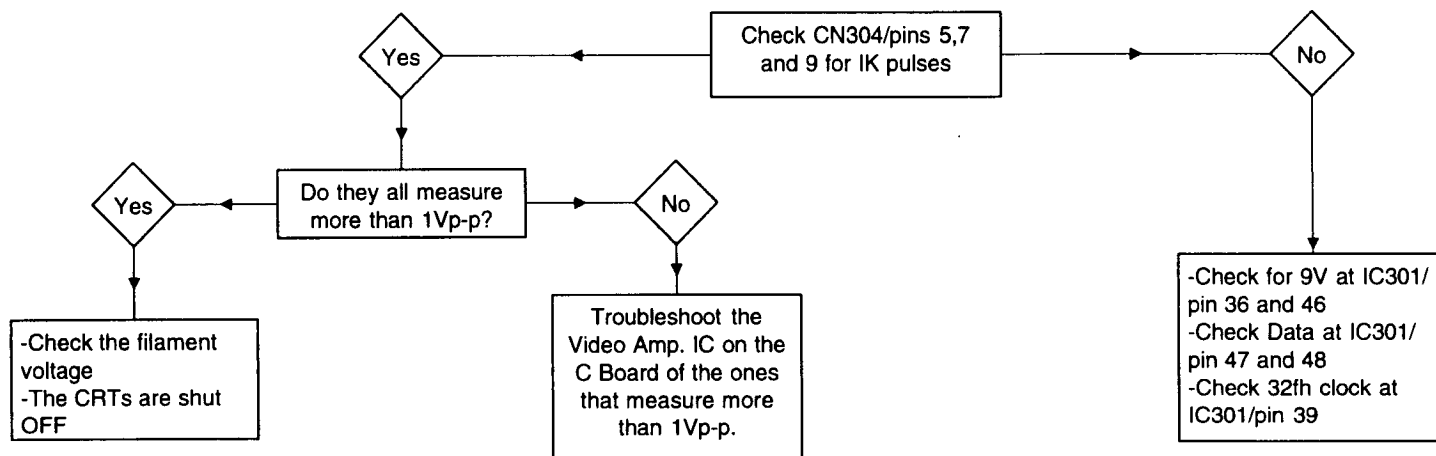 Check CN304/pins 5,7
and 9 for IK pulses
Yes
No
Do they all measure
more than 1Vp-p?
Yes
No
-Check the filament
voltage
-The CRTs are shut
OFF
Troubleshoot the
Video Amp. IC on the
C Board of the ones
that measure more
than 1Vp-p.
-Check for 9V at IC301/
pin 36 and 46
-Check Data at IC301/
pin 47 and 48
-Check 32fh clock at
IC301/pin 39